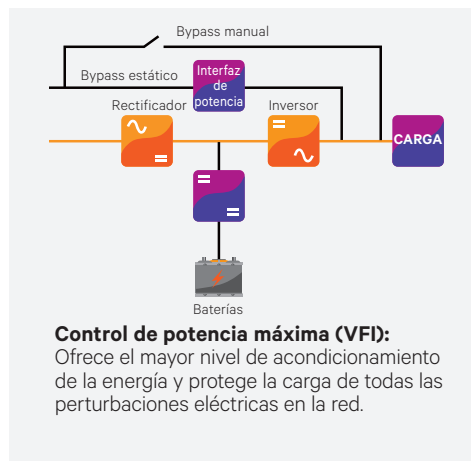 Bypass manual
Bypass estático
Interfaz
de
potencia
Rectificador
Inversor
CARGA
Baterías
Control de potencia máxima (VFI):
Ofrece el mayor nivel de acondicionamiento
de la energía y protege la carga de todas las
perturbaciones eléctricas en la red.